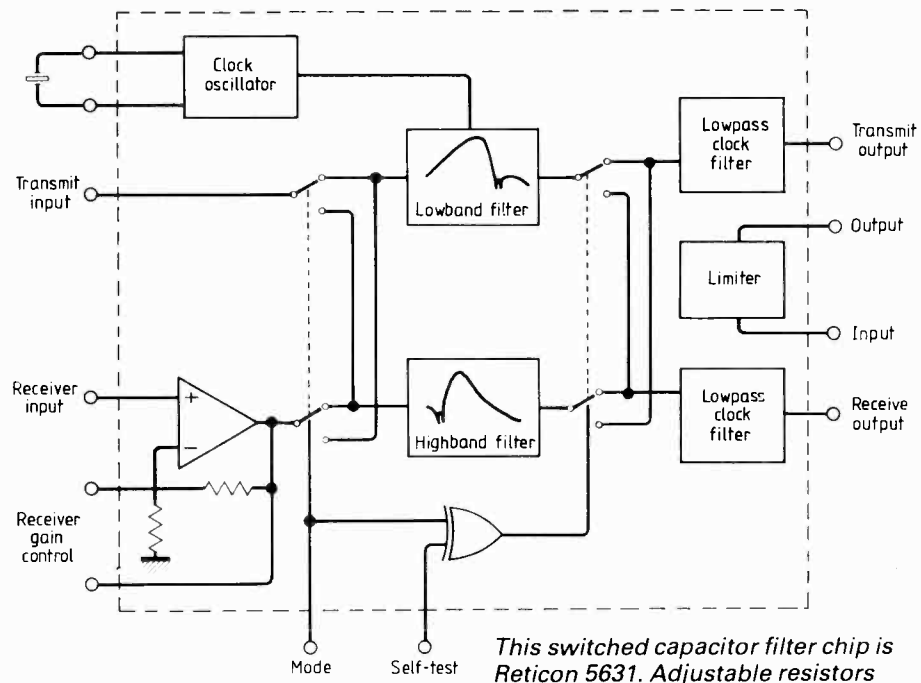 Clock
oscillator
Lowpass
clock
filter
Transmit
output
Transmit
input
Lowband filter
Output
Limiter
Input
Receiver
input
+
−
Highband filter
Lowpass
clock
filter
Receive
output
Receiver
gain
control
Mode
Self-test
This switched capacitor filter chip is
Reticon 5631. Adjustable resistors